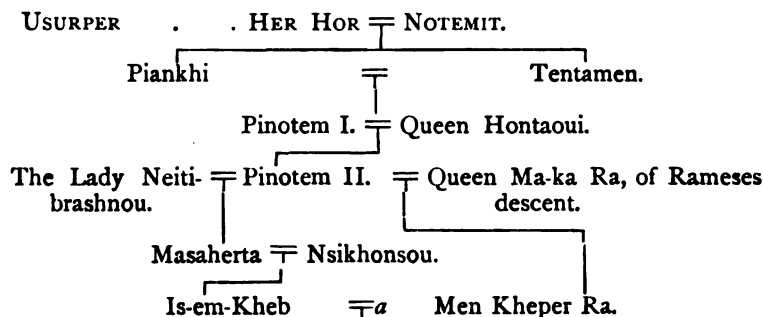 USURPER . . HER HOR NOTEMIT.
Piankhi Tentamen.
Pinotem I. Queen Hontaoui.
The Lady Neiti- Pinotem II. Queen Ma-ka Ra, of Rameses
brashnou. descent.
Masaherta Nsikhonsou.
Is-em-Kheb a Men Kheper Ra.